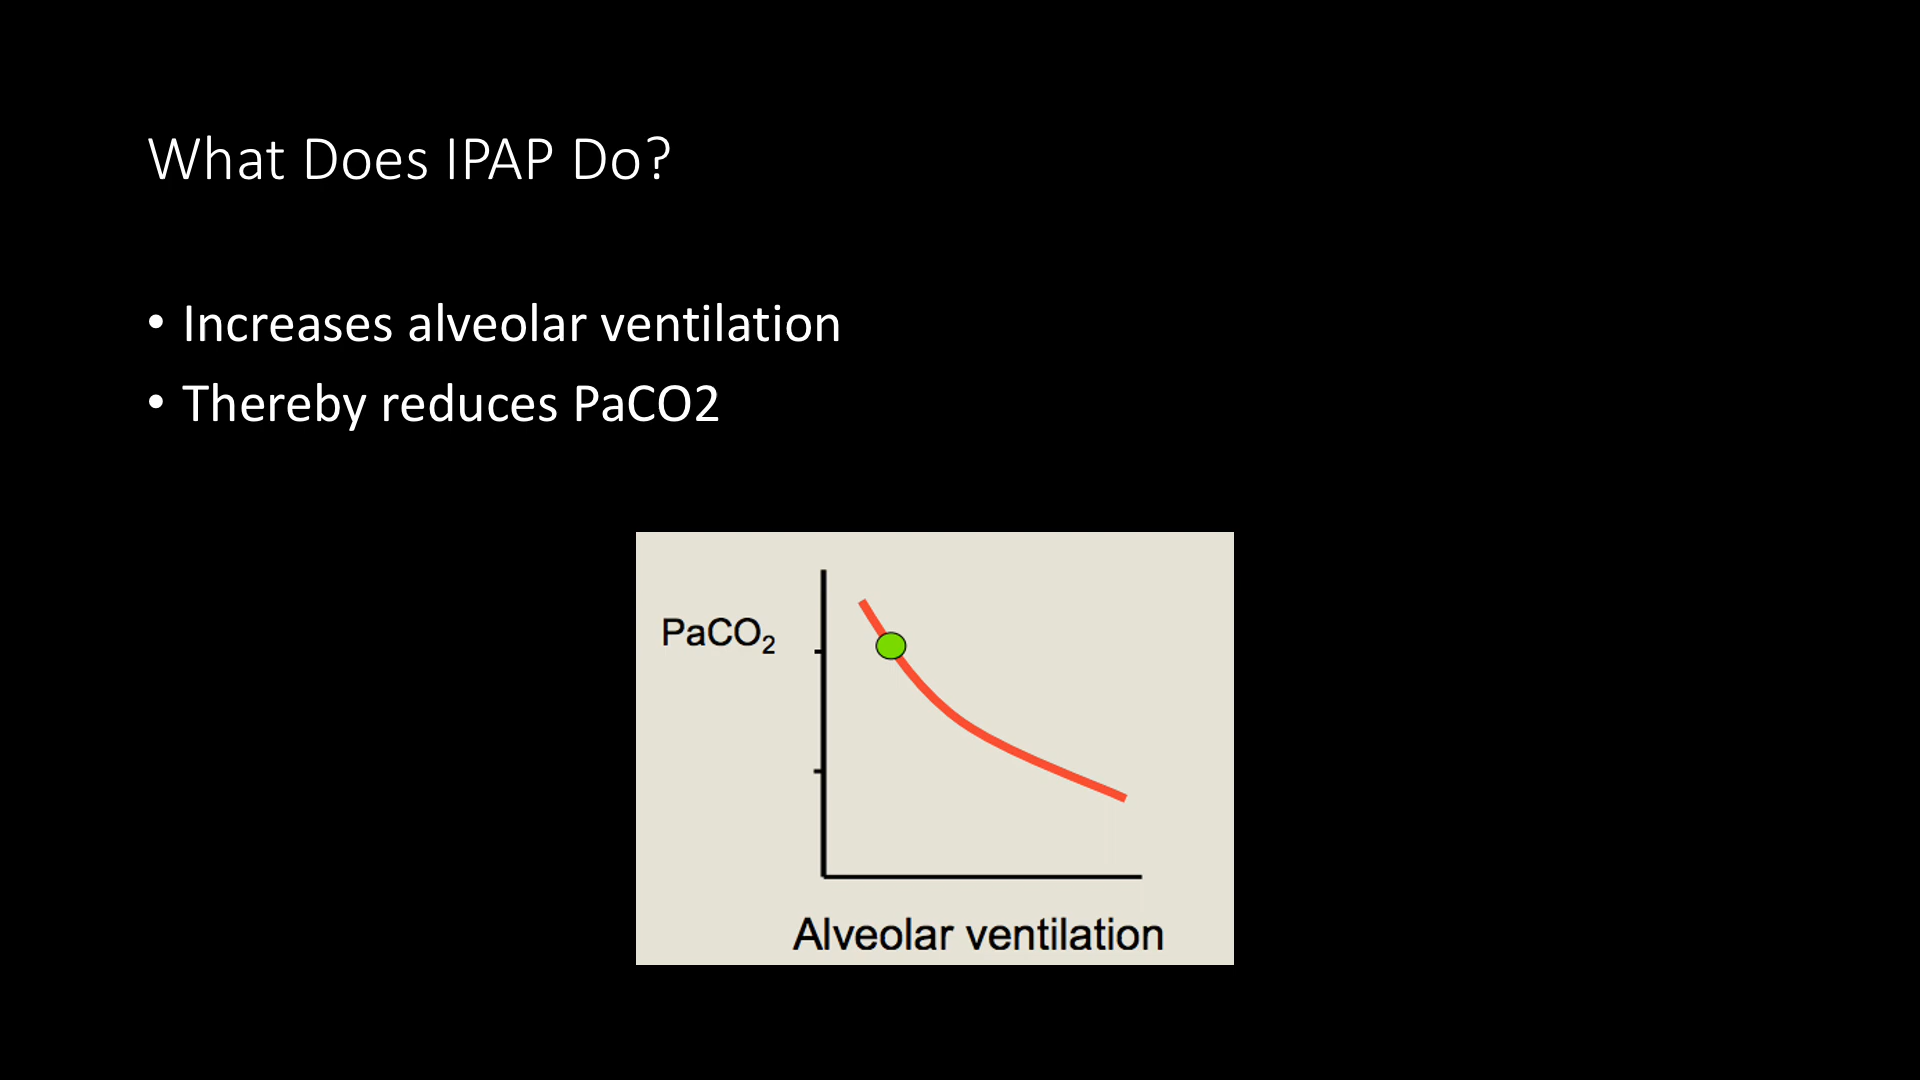 What Does IPAP Do?
• Increases alveolar ventilation
• Thereby reduces PaCO2
PaCO₂
Alveolar ventilation